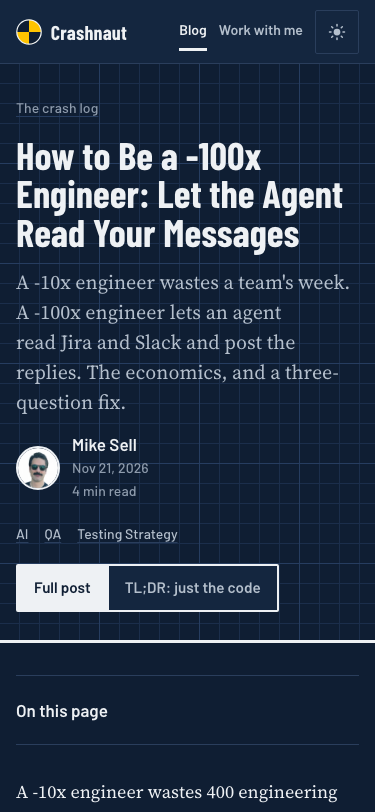 Crashnaut
Blog
Work with me
The crash log
How to Be a -100x
Engineer: Let the Agent
Read Your Messages
A -10x engineer wastes a team's week.
A -100x engineer lets an agent
read Jira and Slack and post the
replies. The economics, and a three-
question fix.
Mike Sell
Nov 21, 2026
4 min read
AI QA Testing Strategy
Full post
TL;DR: just the code
On this page
A -10x engineer wastes 400 engineering